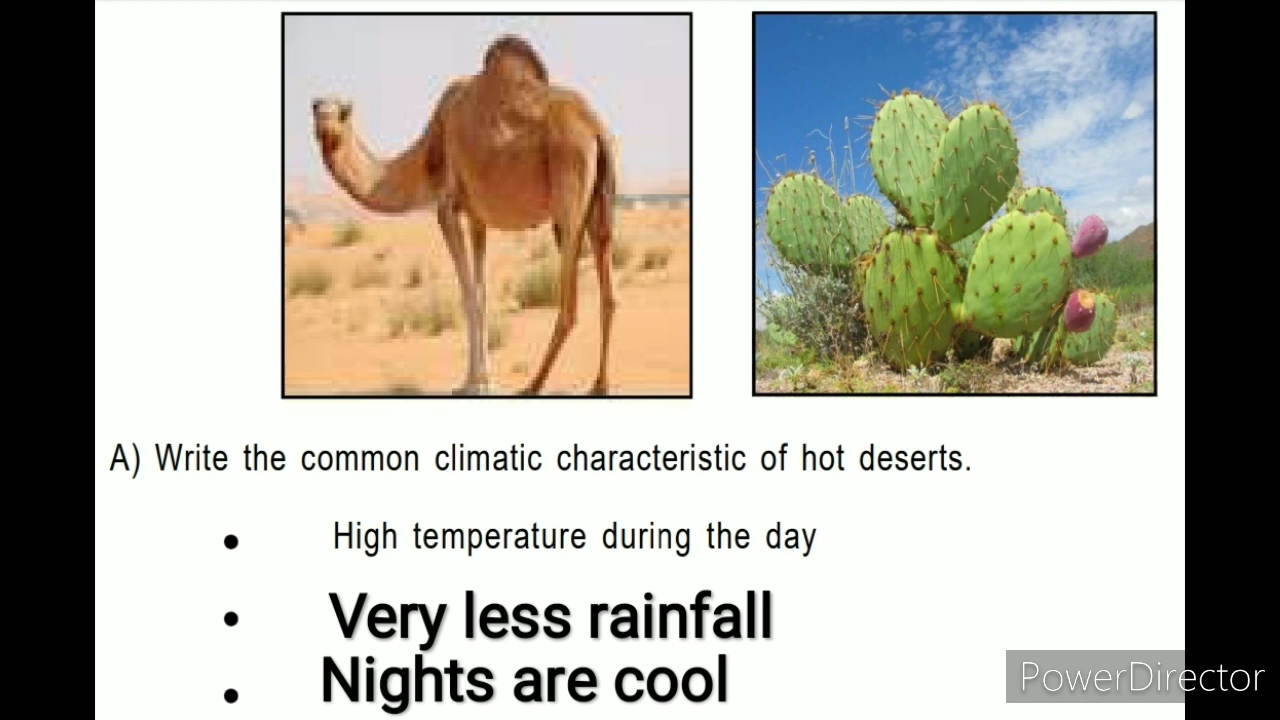 A) Write the common climatic characteristic of hot deserts.
• High temperature during the day
• Very less rainfall
• Nights are cool
PowerDirector